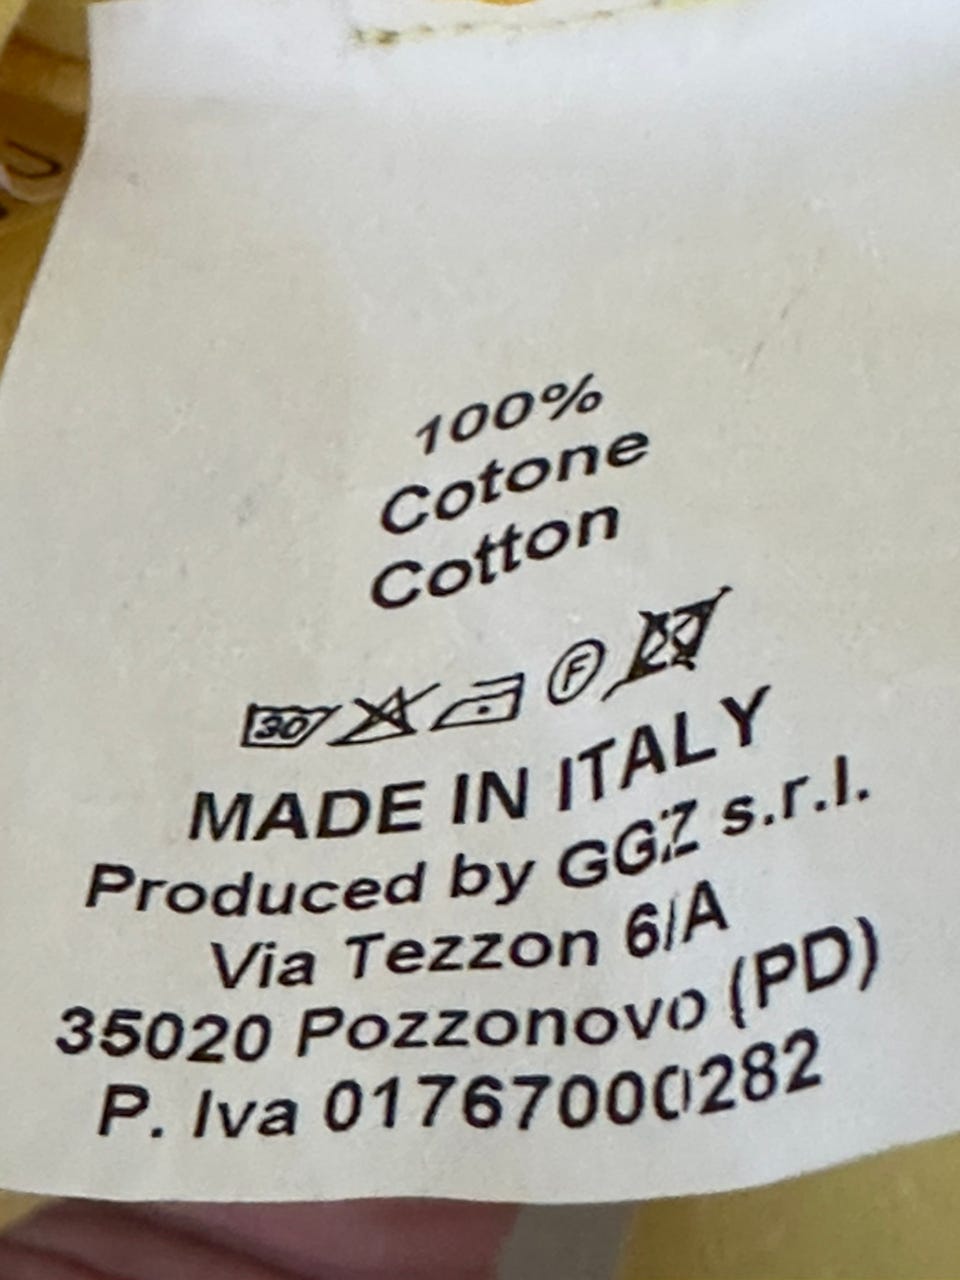 100%
Cotone
Cotton
30 F
MADE IN ITALY
Produced by GGZ s.r.l.
Via Tezzon 6/A
35020 Pozzonovo (PD)
P. Iva 01767000282